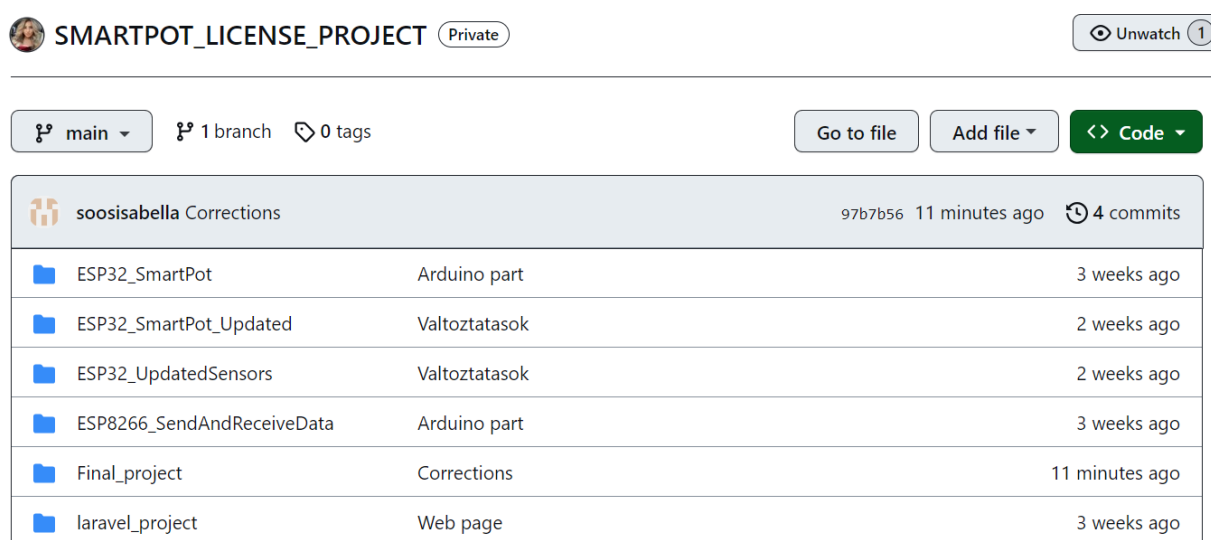 SMARTPOT_LICENSE_PROJECT Private Unwatch 1
main 1 branch 0 tags Go to file Add file Code
soosisabella Corrections 97b7b56 11 minutes ago 4 commits
ESP32_SmartPot Arduino part 3 weeks ago
ESP32_SmartPot_Updated Valtoztatasok 2 weeks ago
ESP32_UpdatedSensors Valtoztatasok 2 weeks ago
ESP8266_SendAndReceiveData Arduino part 3 weeks ago
Final_project Corrections 11 minutes ago
laravel_project Web page 3 weeks ago